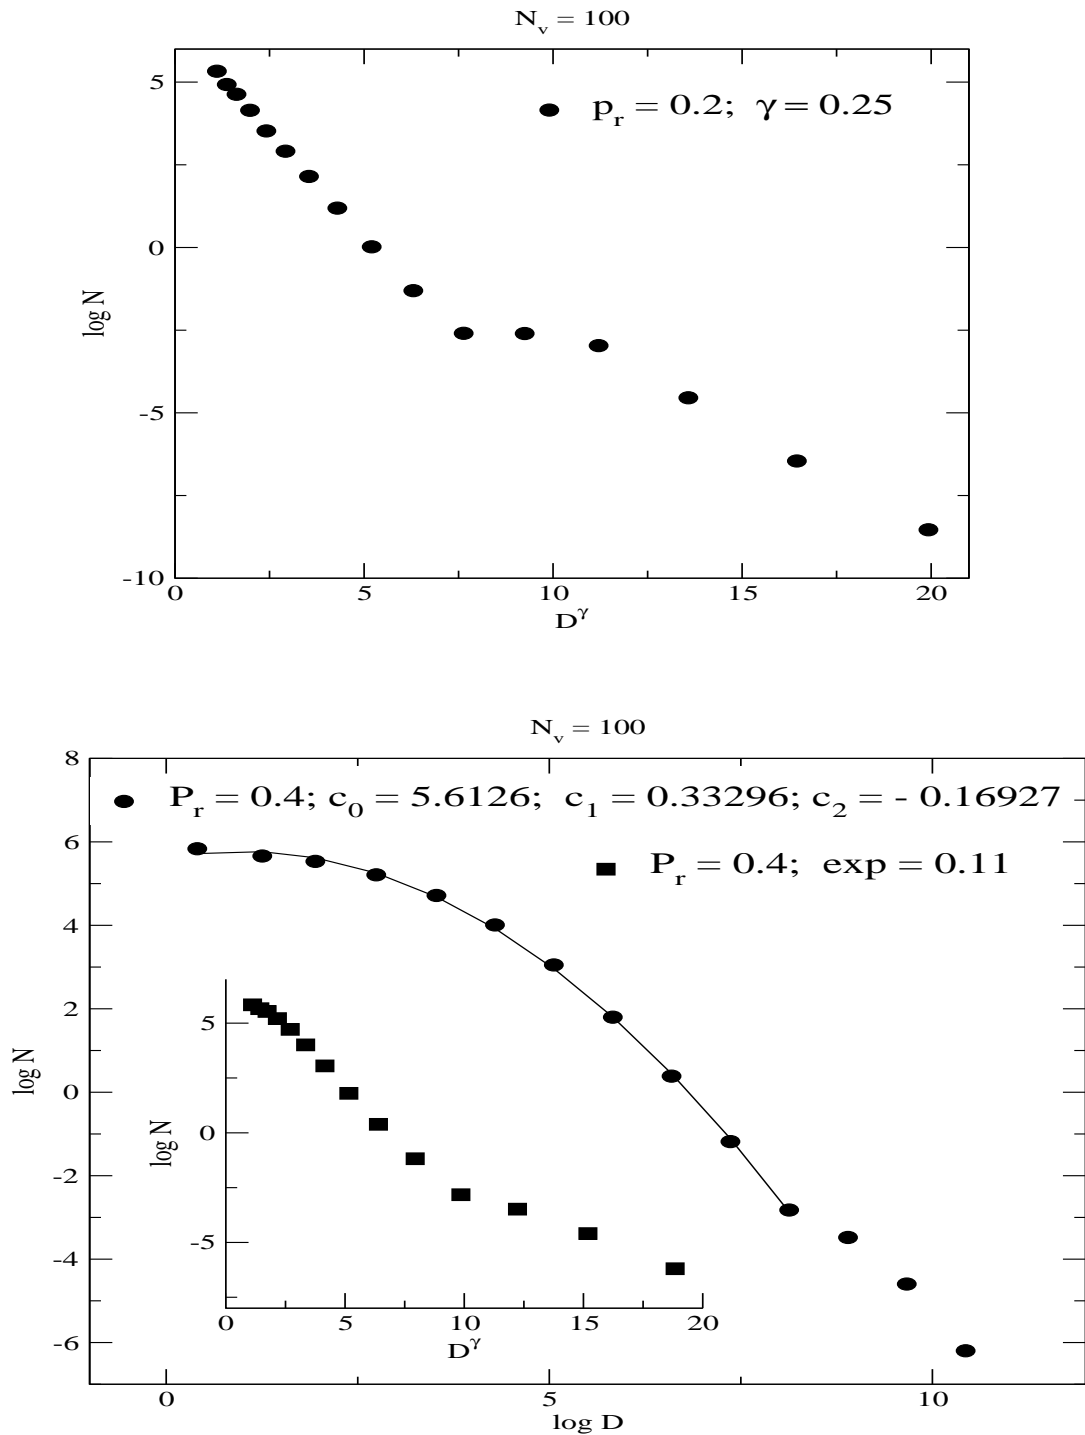 N_v = 100
p_r = 0.2; γ = 0.25
5
0
-5
-10
log N
0 5 10 15 20
D^γ
N_v = 100
P_r = 0.4; c_0 = 5.6126; c_1 = 0.33296; c_2 = - 0.16927
P_r = 0.4; exp = 0.11
8
6
4
2
0
-2
-4
-6
log N
5
0
-5
log N
0 5 10 15 20
D^γ
0 5 10
log D